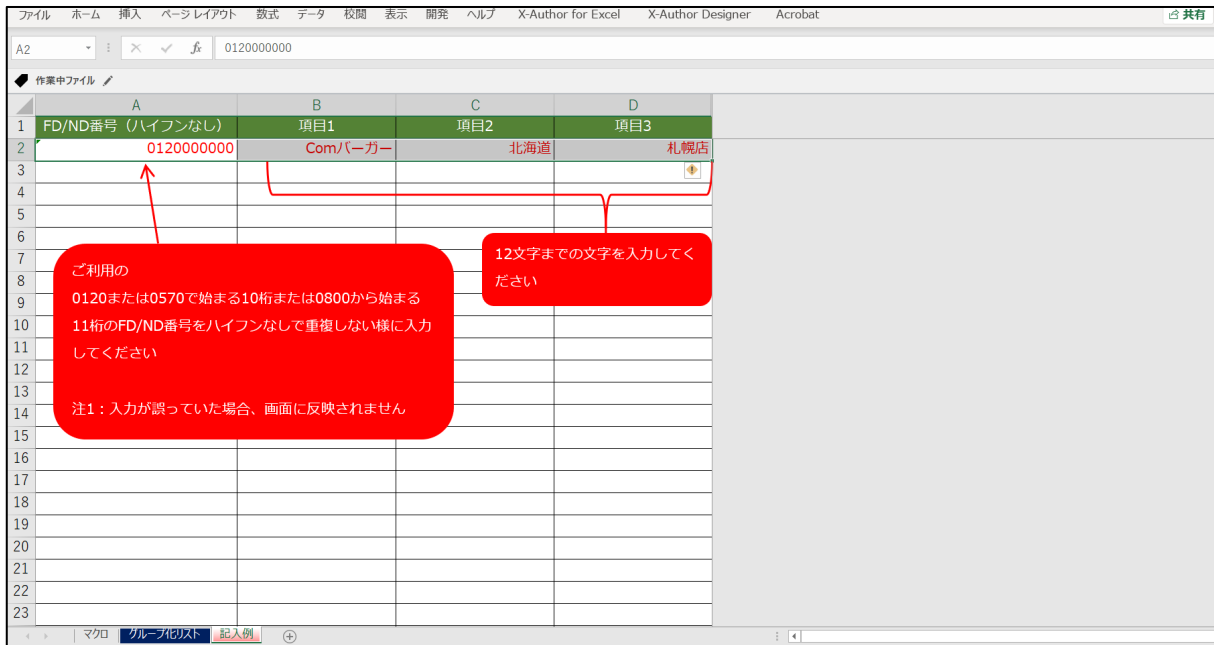 ファイル ホーム 挿入 ページ レイアウト 数式 データ 校閲 表示 開発 ヘルプ X-Author for Excel X-Author Designer Acrobat 共有
A2 fx 0120000000
作業中ファイル
A B C D
1 FD/ND番号（ハイフンなし） 項目1 項目2 項目3
2 0120000000 Comバーガー 北海道 札幌店
3
4
5
6
7
8
9
10
11
12
13
14
15
16
17
18
19
20
21
22
23
12文字までの文字を入力してく
ださい
ご利用の
0120または0570で始まる10桁または0800から始まる
11桁のFD/ND番号をハイフンなしで重複しない様に入力
してください
注1：入力が誤っていた場合、画面に反映されません
マクロ グループ化リスト 記入例